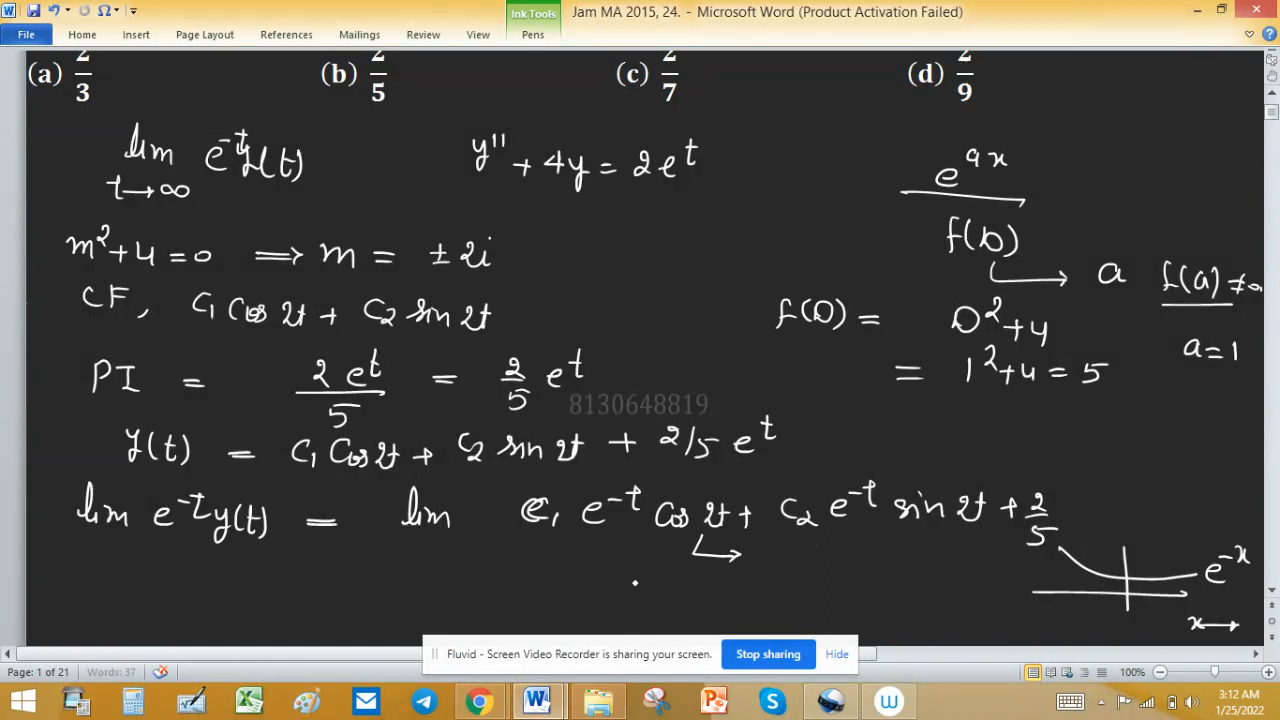 Ink Tools
Jam MA 2015, 24. - Microsoft Word (Product Activation Failed)
File Home Insert Page Layout References Mailings Review View Pens
(a) 2/3 (b) 2/5 (c) 2/7 (d) 2/9
lim t→∞ e^-t y(t) y'' + 4y = 2e^t
e^ax / f(D) → a f(a) ≠ 0
m² + 4 = 0 ⟹ m = ± 2i
CF, C₁ Cos 2t + C₂ sin 2t
f(D) = D² + 4
= 1² + 4 = 5 a = 1
PI = 2e^t / 5 = 2/5 e^t
8130648819
y(t) = C₁ Cos 2t + C₂ sin 2t + 2/5 e^t
lim e^-t y(t) = lim C₁ e^-t Cos 2t + C₂ e^-t sin 2t + 2/5
e^-x
x→
Fluvid - Screen Video Recorder is sharing your screen. Stop sharing Hide
Page: 1 of 21 Words: 37 100%
3:12 AM
1/25/2022